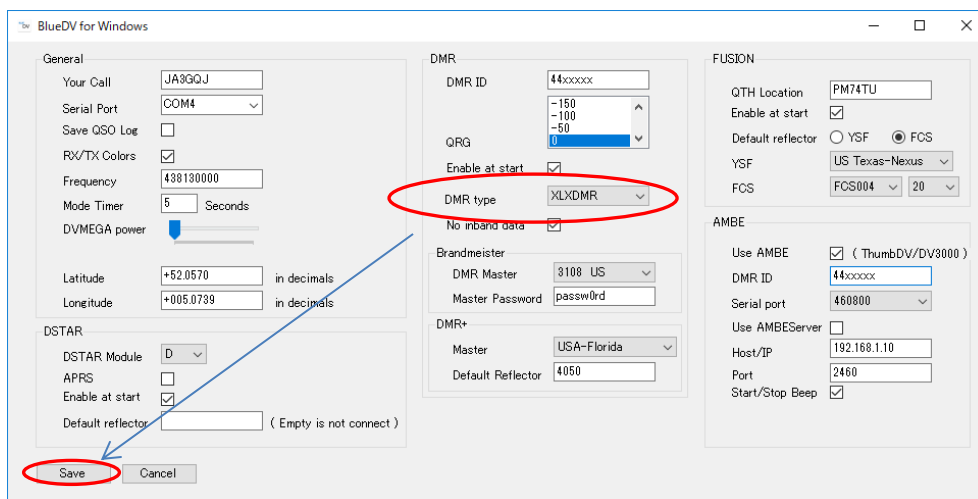 BlueDV for Windows
General
Your Call JA3GQJ
Serial Port COM4
Save QSO Log
RX/TX Colors
Frequency 438130000
Mode Timer 5 Seconds
DVMEGA power
Latitude +52.0570 in decimals
Longitude +005.0739 in decimals
DSTAR
DSTAR Module D
APRS
Enable at start
Default reflector ( Empty is not connect )
Save Cancel
DMR
DMR ID 44xxxxx
-150
-100
-50
QRG 0
Enable at start
DMR type XLXDMR
No inband data
Brandmeister
DMR Master 3108 US
Master Password passw0rd
DMR+
Master USA-Florida
Default Reflector 4050
FUSION
QTH Location PM74TU
Enable at start
Default reflector YSF FCS
YSF US Texas-Nexus
FCS FCS004 20
AMBE
Use AMBE ( ThumbDV/DV3000 )
DMR ID 44xxxxx
Serial port 460800
Use AMBEServer
Host/IP 192.168.1.10
Port 2460
Start/Stop Beep